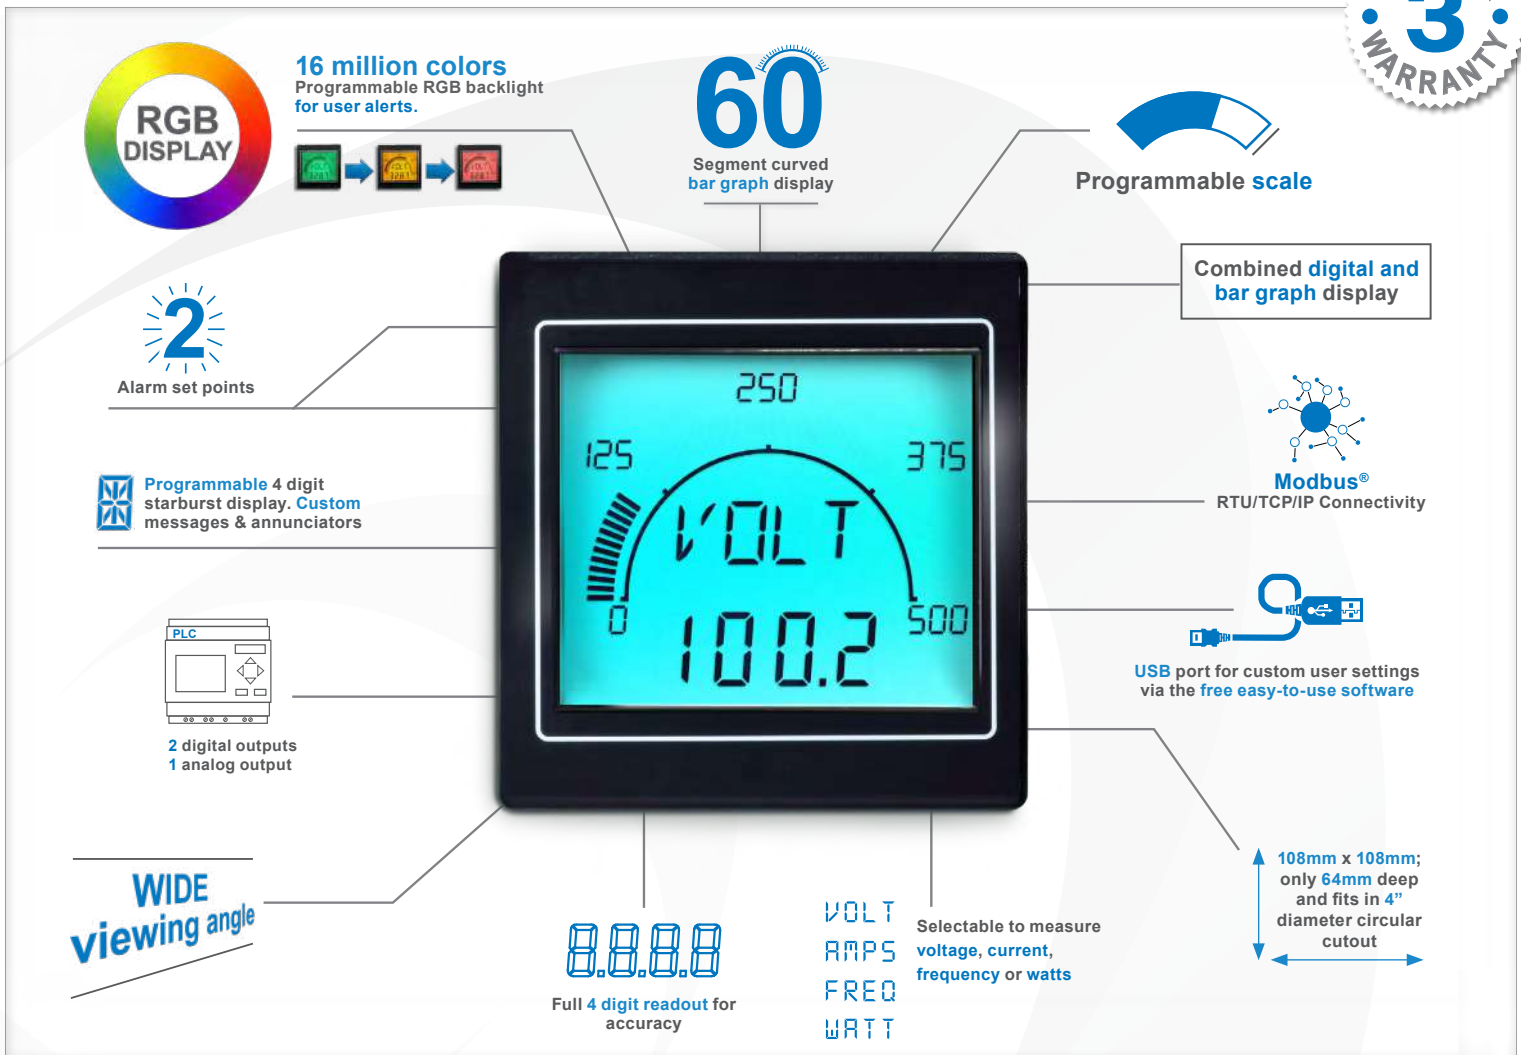 3
WARRANTY
RGB
DISPLAY
16 million colors
Programmable RGB backlight
for user alerts.
60
Segment curved
bar graph display
Programmable scale
Combined digital and
bar graph display
2
Alarm set points
Programmable 4 digit
starburst display. Custom
messages & annunciators
250
125
375
VOLT
0
500
100.2
Modbus®
RTU/TCP/IP Connectivity
USB port for custom user settings
via the free easy-to-use software
PLC
2 digital outputs
1 analog output
WIDE
viewing angle
8.8.8.8
Full 4 digit readout for
accuracy
VOLT
AMPS
FREQ
WATT
Selectable to measure
voltage, current,
frequency or watts
108mm x 108mm;
only 64mm deep
and fits in 4”
diameter circular
cutout